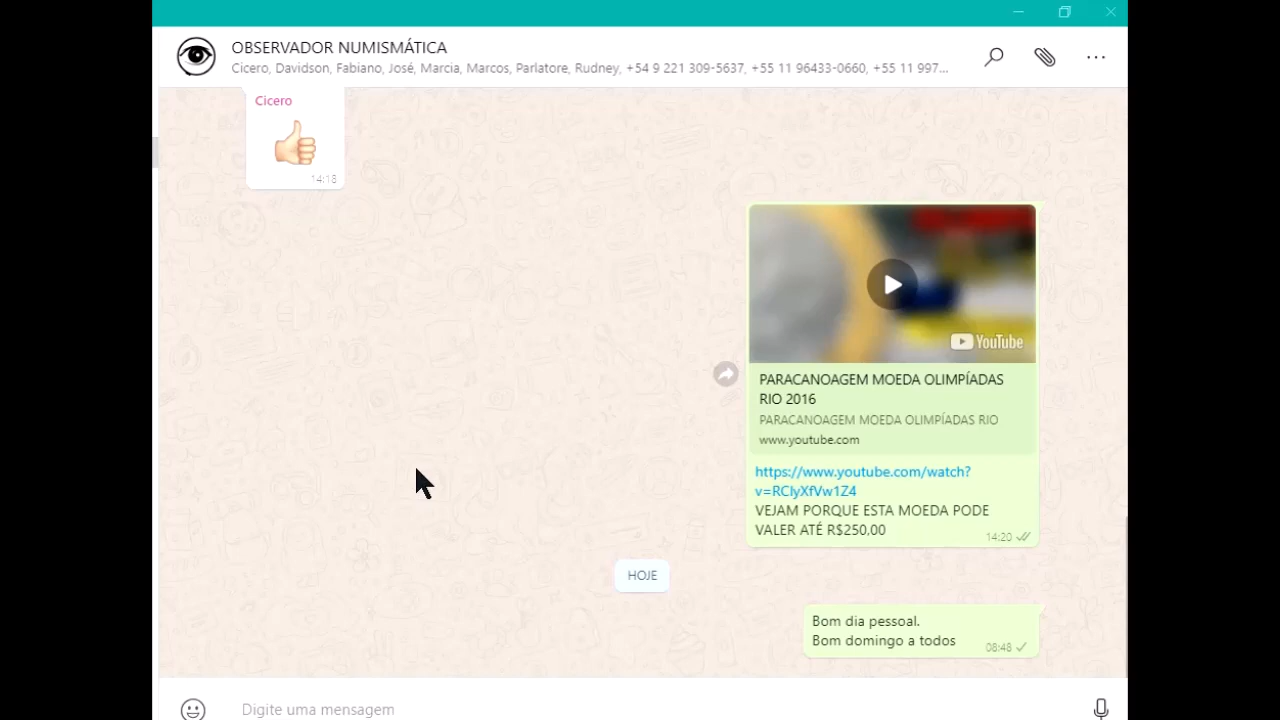 OBSERVADOR NUMISMÁTICA
Cicero, Davidson, Fabiano, José, Marcia, Marcos, Parlatore, Rudney, +54 9 221 309-5637, +55 11 96433-0660, +55 11 997...
Cicero
14:18
YouTube
PARACANOAGEM MOEDA OLIMPÍADAS
RIO 2016
PARACANOAGEM MOEDA OLIMPÍADAS RIO
www.youtube.com
https://www.youtube.com/watch?
v=RCIyXfVw1Z4
VEJAM PORQUE ESTA MOEDA PODE
VALER ATÉ R$250,00
14:20
HOJE
Bom dia pessoal.
Bom domingo a todos
08:48
Digite uma mensagem